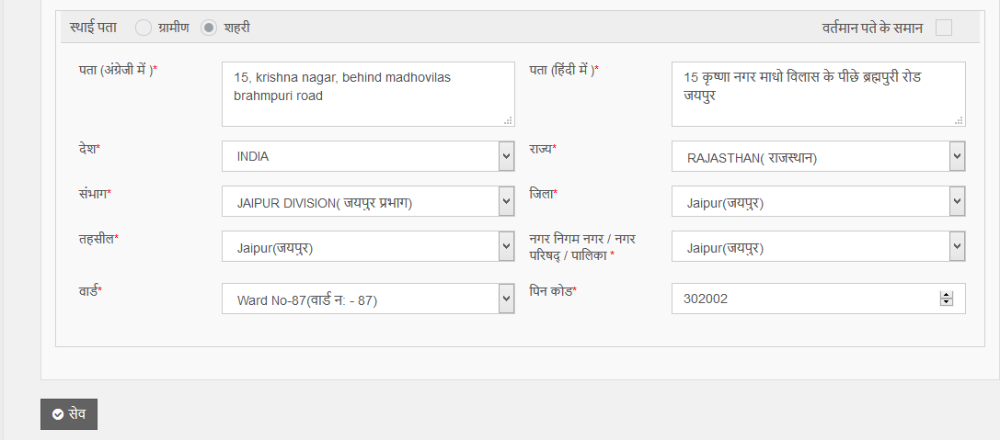 स्थाई पता ग्रामीण शहरी वर्तमान पते के समान
पता (अंग्रेजी में )* 15, krishna nagar, behind madhovilas
brahmpuri road
पता (हिंदी में )* 15 कृष्णा नगर माधो विलास के पीछे ब्रह्मपुरी रोड
जयपुर
देश* INDIA
राज्य* RAJASTHAN( राजस्थान)
संभाग* JAIPUR DIVISION( जयपुर प्रभाग)
जिला* Jaipur(जयपुर)
तहसील* Jaipur(जयपुर)
नगर निगम नगर / नगर
परिषद् / पालिका * Jaipur(जयपुर)
वार्ड* Ward No-87(वार्ड न: - 87)
पिन कोड* 302002
सेव